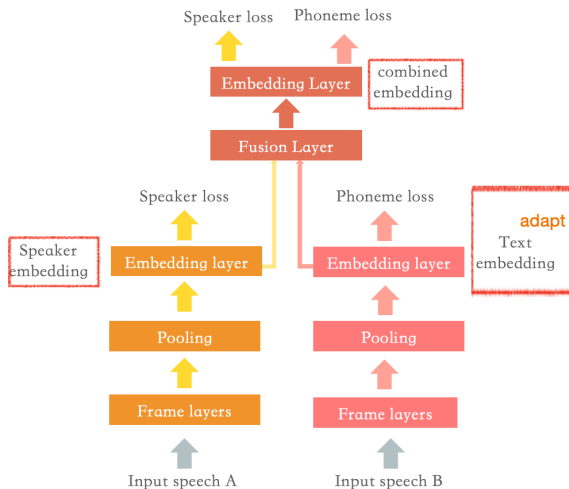 Speaker loss
Phoneme loss
Embedding Layer
combined
embedding
Fusion Layer
Speaker loss
Phoneme loss
adapt
Text
embedding
Speaker
embedding
Embedding layer
Embedding layer
Pooling
Pooling
Frame layers
Frame layers
Input speech A
Input speech B